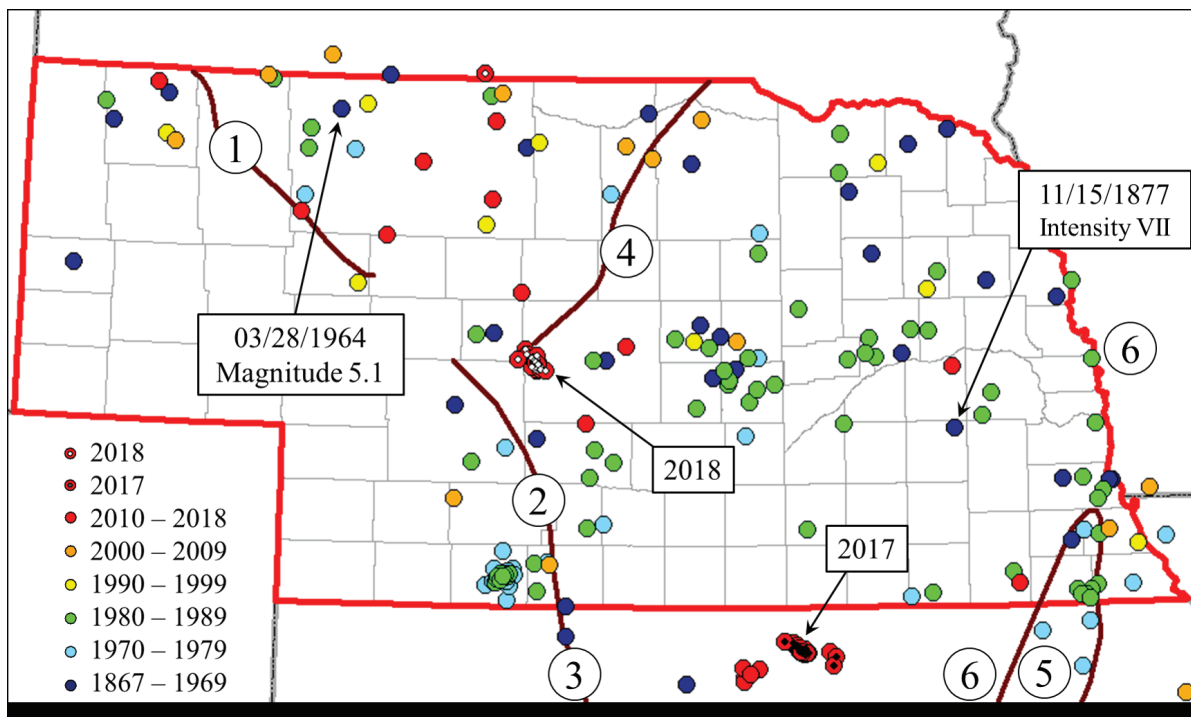 1
4
11/15/1877
Intensity VII
03/28/1964
Magnitude 5.1
6
2018
2018
2017
2010 – 2018
2000 – 2009
1990 – 1999
1980 – 1989
1970 – 1979
1867 – 1969
2
2017
3
6
5